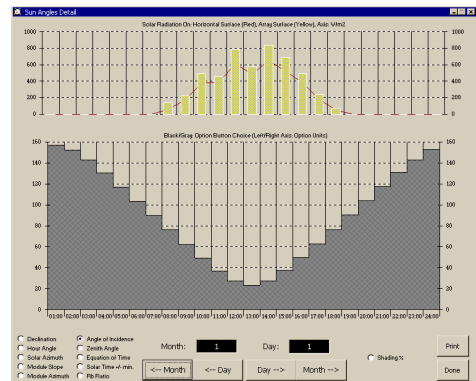 Sun Angles Detail
Solar Radiation On: Horizontal Surface (Red), Array Surface (Yellow), Axis: W/m2
1000 1000
800 800
600 600
400 400
200 200
0 0
Black/Gray: Option Button Choice (Left/Right Axis: Option Units)
160 160
140 140
120 120
100 100
80 80
60 60
40 40
20 20
0 0
01:00 02:00 03:00 04:00 05:00 06:00 07:00 08:00 09:00 10:00 11:00 12:00 13:00 14:00 15:00 16:00 17:00 18:00 19:00 20:00 21:00 22:00 23:00 24:00
Declination
Hour Angle
Solar Azimuth
Module Slope
Module Azimuth
Angle of Incidence
Zenith Angle
Equation of Time
Solar Time +/- min.
Rb Ratio
Month: 1 Day: 1
<-- Month <-- Day Day --> Month -->
Shading %
Print
Done